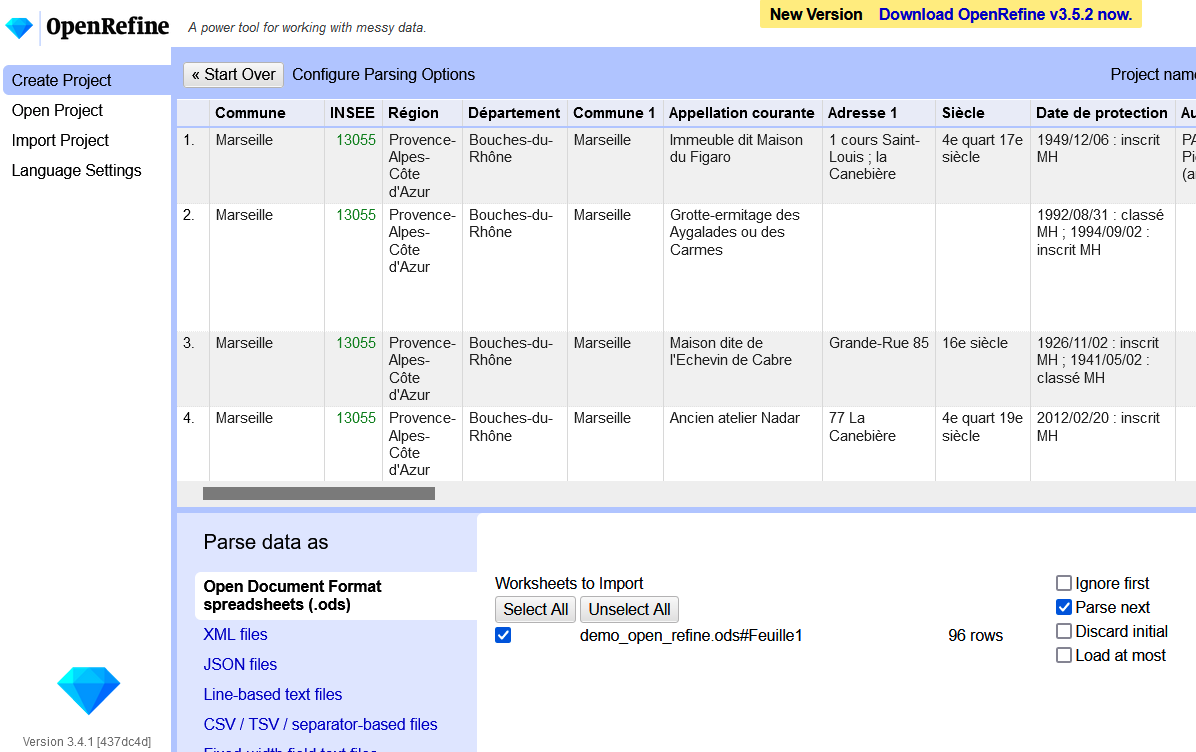 OpenRefine A power tool for working with messy data.
New Version Download OpenRefine v3.5.2 now.
Create Project
Open Project
Import Project
Language Settings
« Start Over Configure Parsing Options Project name
Commune INSEE Région Département Commune 1 Appellation courante Adresse 1 Siècle Date de protection Au
1. Marseille 13055 Provence- Bouches-du- Marseille Immeuble dit Maison 1 cours Saint- 4e quart 17e 1949/12/06 : inscrit PA
Alpes- Rhône du Figaro Louis ; la siècle MH Pi
Côte Canebière (a
d'Azur
2. Marseille 13055 Provence- Bouches-du- Marseille Grotte-ermitage des 1992/08/31 : classé
Alpes- Rhône Aygalades ou des MH ; 1994/09/02 :
Côte Carmes inscrit MH
d'Azur
3. Marseille 13055 Provence- Bouches-du- Marseille Maison dite de Grande-Rue 85 16e siècle 1926/11/02 : inscrit
Alpes- Rhône l'Echevin de Cabre MH ; 1941/05/02 :
Côte classé MH
d'Azur
4. Marseille 13055 Provence- Bouches-du- Marseille Ancien atelier Nadar 77 La 4e quart 19e 2012/02/20 : inscrit
Alpes- Rhône Canebière siècle MH
Côte
d'Azur
Parse data as
Open Document Format
spreadsheets (.ods)
XML files
JSON files
Line-based text files
CSV / TSV / separator-based files
Fixed-width field text files
Worksheets to Import
Select All Unselect All
demo_open_refine.ods#Feuille1 96 rows
Ignore first
Parse next
Discard initial
Load at most
Version 3.4.1 [437dc4d]